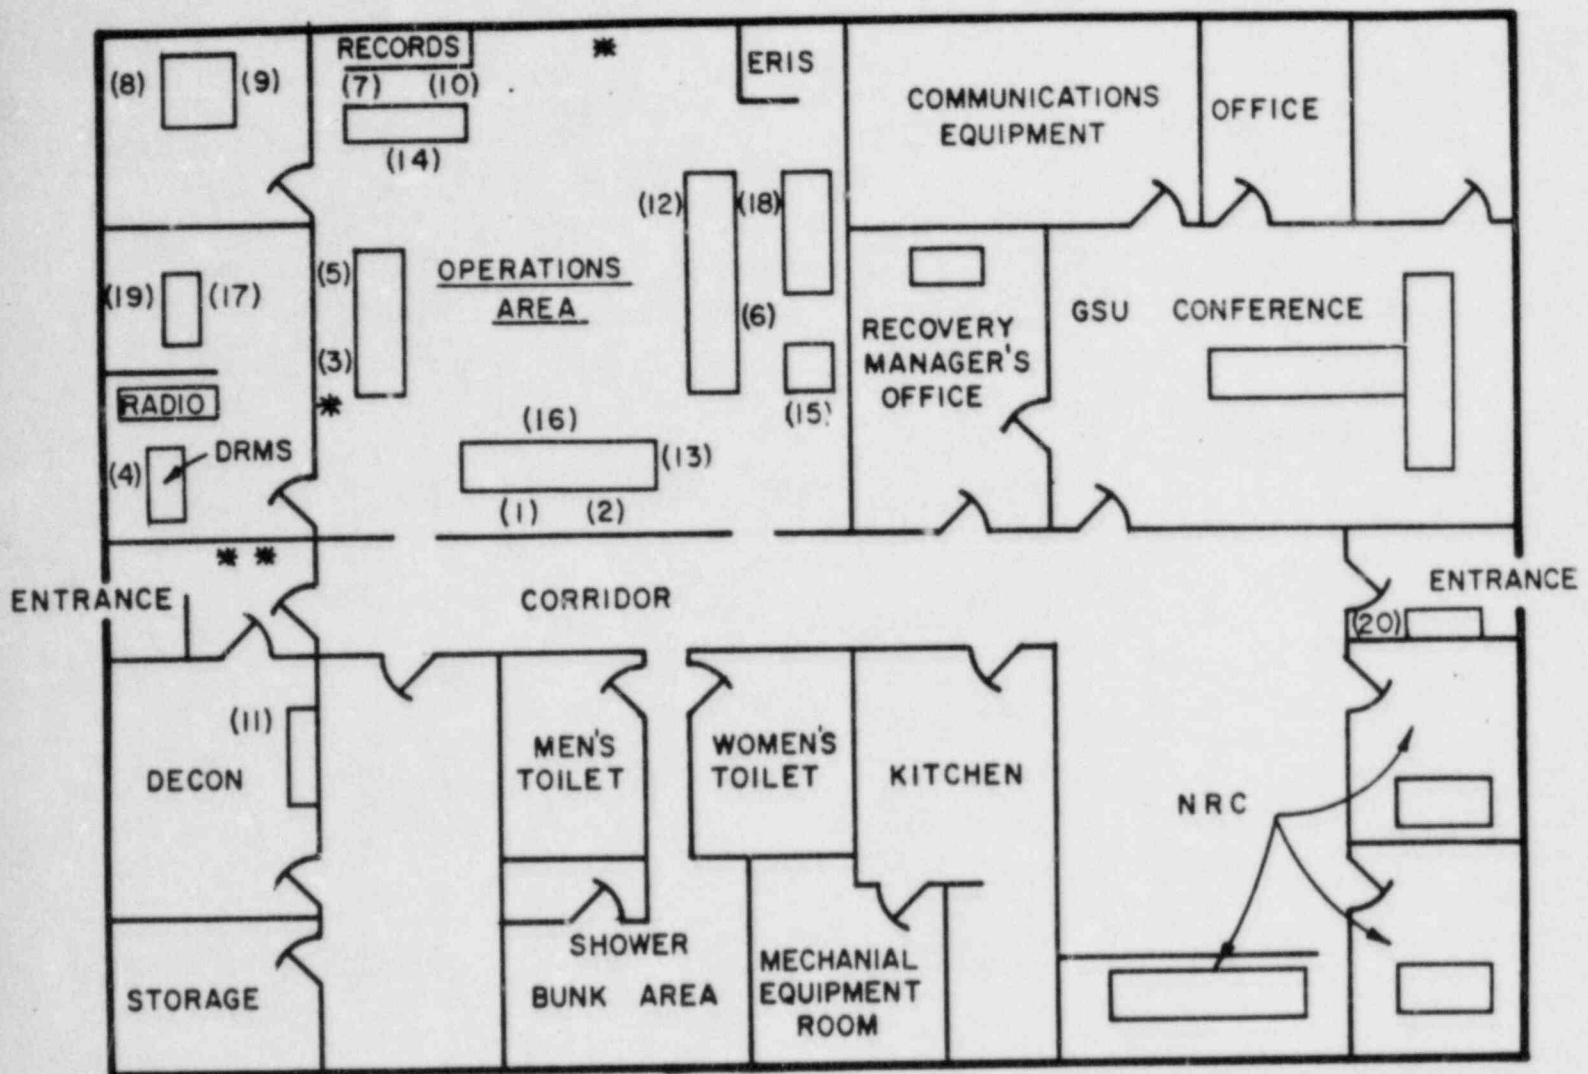 RECORDS
ERIS
(8)
(9)
(7)
(10)
(14)
COMMUNICATIONS
EQUIPMENT
OFFICE
(12)
(18)
(5)
OPERATIONS
AREA
(19)
(17)
(6)
(3)
RECOVERY
MANAGER'S
OFFICE
GSU CONFERENCE
RADIO
(15)
(16)
(13)
(4)
DRMS
(1)
(2)
ENTRANCE
CORRIDOR
ENTRANCE
(20)
(11)
DECON
MEN'S
TOILET
WOMEN'S
TOILET
KITCHEN
NRC
SHOWER
BUNK AREA
MECHANIAL
EQUIPMENT
ROOM
STORAGE